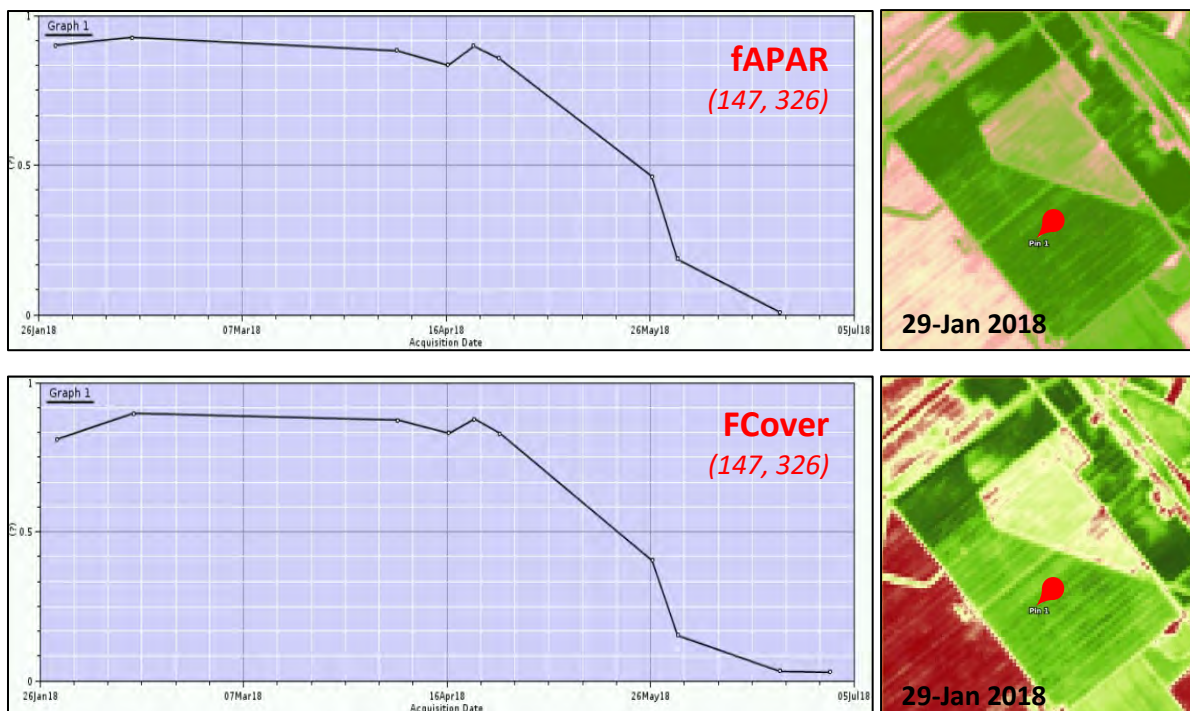 Graph 1
fAPAR
(147, 326)
1
0.5
0
(?)
26Jan18 07Mar18 16Apr18 26May18 05Jul18
Acquisition Date
Pin 1
29-Jan 2018
Graph 1
FCover
(147, 326)
1
0.5
0
(?)
26Jan18 07Mar18 16Apr18 26May18 05Jul18
Acquisition Date
Pin 1
29-Jan 2018